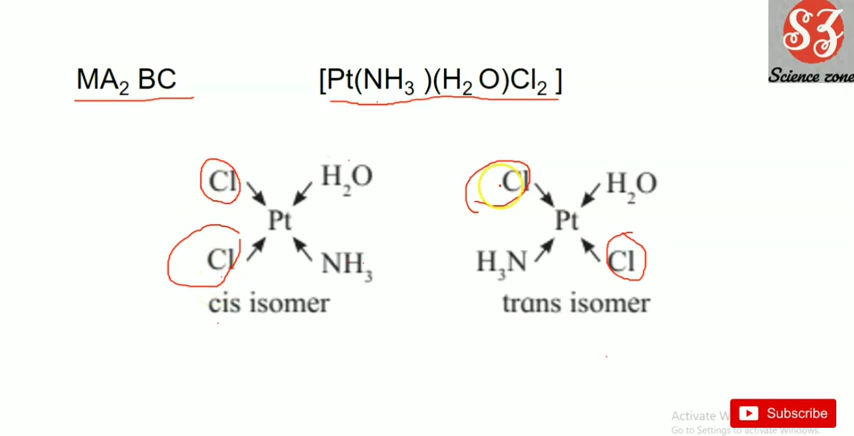 SZ
Science zone
MA₂ BC [Pt(NH₃ )(H₂ O)Cl₂ ]
Cl H₂O Cl H₂O
Pt Pt
Cl NH₃ H₃N Cl
cis isomer trans isomer
Activate W
Go to Settings to activate Windows.
Subscribe